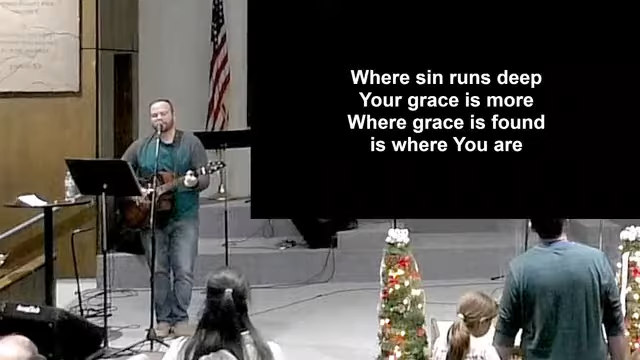 Where sin runs deep
Your grace is more
Where grace is found
is where You are